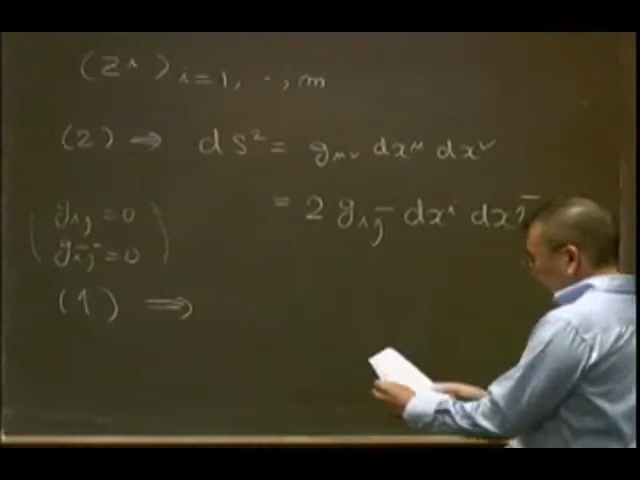 (z^i)_{i=1, ..., m}
(2) ⇒ ds² = g_{μν} dx^μ dx^ν
= 2 g_{ij̄} dx^i dx^j̄
( g_{ij} = 0
g_{īj̄} = 0 )
(1) ⇒